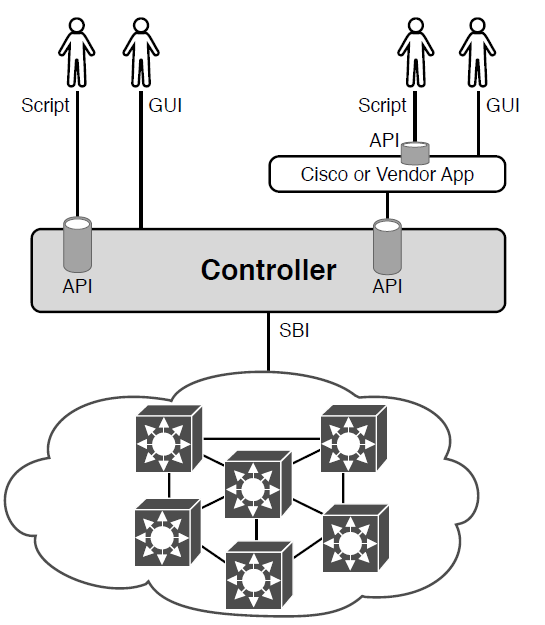 Script
GUI
Script
GUI
API
Cisco or Vendor App
Controller
API
API
SBI